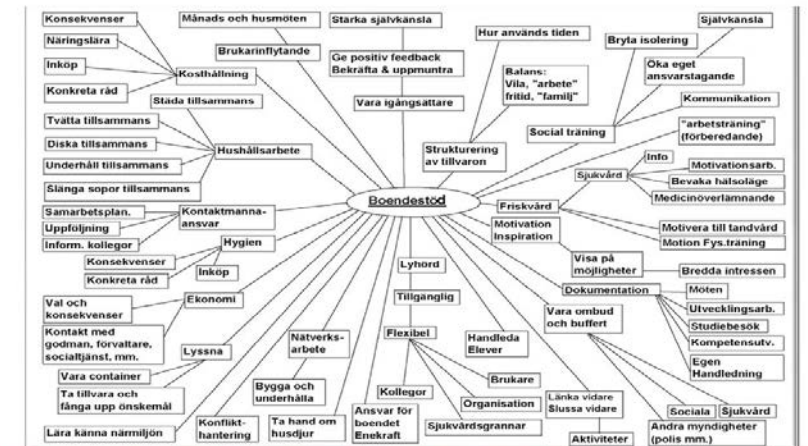 Konsekvenser
Näringslära
Inköp
Konkreta råd
Kosthållning
Månads och husmöten
Brukarinflytande
Stärka självkänsla
Ge positiv feedback
Bekräfta & uppmuntra
Vara igångsättare
Hur används tiden
Balans:
Vila, "arbete"
fritid, "familj"
Strukturering
av tillvaron
Bryta isolering
Självkänsla
Öka eget
ansvarstagande
Kommunikation
Social träning
"arbetsträning"
(förberedande)
Städa tillsammans
Tvätta tillsammans
Diska tillsammans
Underhåll tillsammans
Slänga sopor tillsammans
Hushållsarbete
Info
Sjukvård
Motivationsarb.
Bevaka hälsoläge
Medicinöverlämnande
Friskvård
Motivera till tandvård
Motion Fys.träning
Boendestöd
Samarbetsplan.
Uppföljning
Inform. kollegor
Kontaktmanna-
ansvar
Hygien
Konsekvenser
Konkreta råd
Inköp
Motivation
Inspiration
Visa på
möjligheter
Bredda intressen
Ekonomi
Val och
konsekvenser
Kontakt med
godman, förvaltare,
socialtjänst, mm.
Lyhörd
Tillgänglig
Flexibel
Kollegor
Brukare
Organisation
Sjukvårdsgrannar
Dokumentation
Möten
Utvecklingsarb.
Studiebesök
Kompetensutv.
Egen
Handledning
Lyssna
Vara container
Ta tillvara och
fånga upp önskemål
Nätverks-
arbete
Bygga och
underhålla
Handleda
Elever
Vara ombud
och buffert
Sociala
Sjukvård
Andra myndigheter
(polis mm.)
Lära känna närmiljön
Konflikt-
hantering
Ta hand om
husdjur
Ansvar för
boendet
Enekraft
Länka vidare
Slussa vidare
Aktiviteter